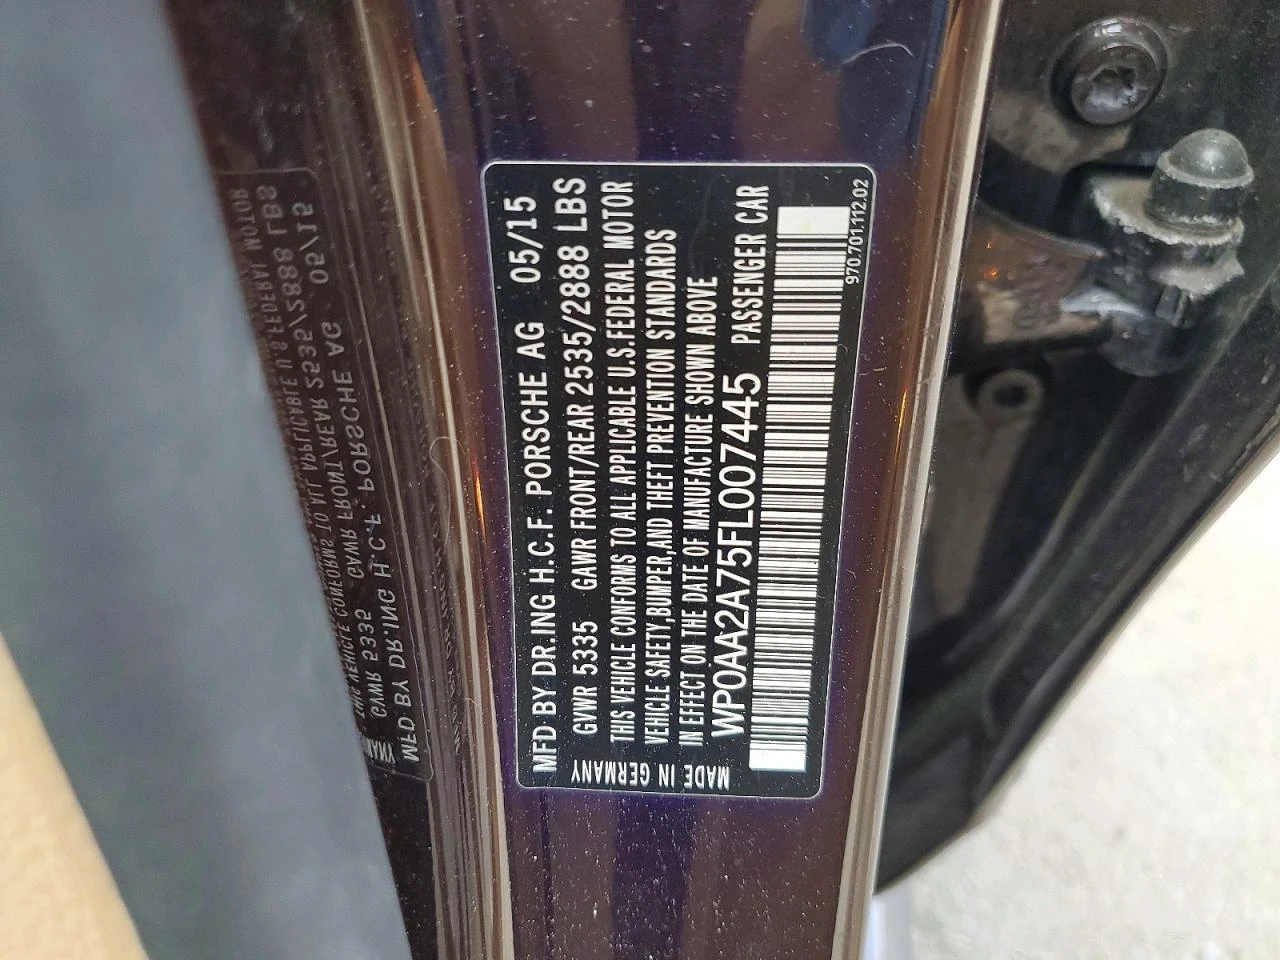 MFD BY DR.ING H.C.F. PORSCHE AG 05/15
GVWR 5335 GAWR FRONT/REAR 2535/2888 LBS
THIS VEHICLE CONFORMS TO ALL APPLICABLE U.S.FEDERAL MOTOR
VEHICLE SAFETY,BUMPER,AND THEFT PREVENTION STANDARDS
IN EFFECT ON THE DATE OF MANUFACTURE SHOWN ABOVE
WP0AA2A75FL007445 PASSENGER CAR
970.701.112.02
MADE IN GERMANY